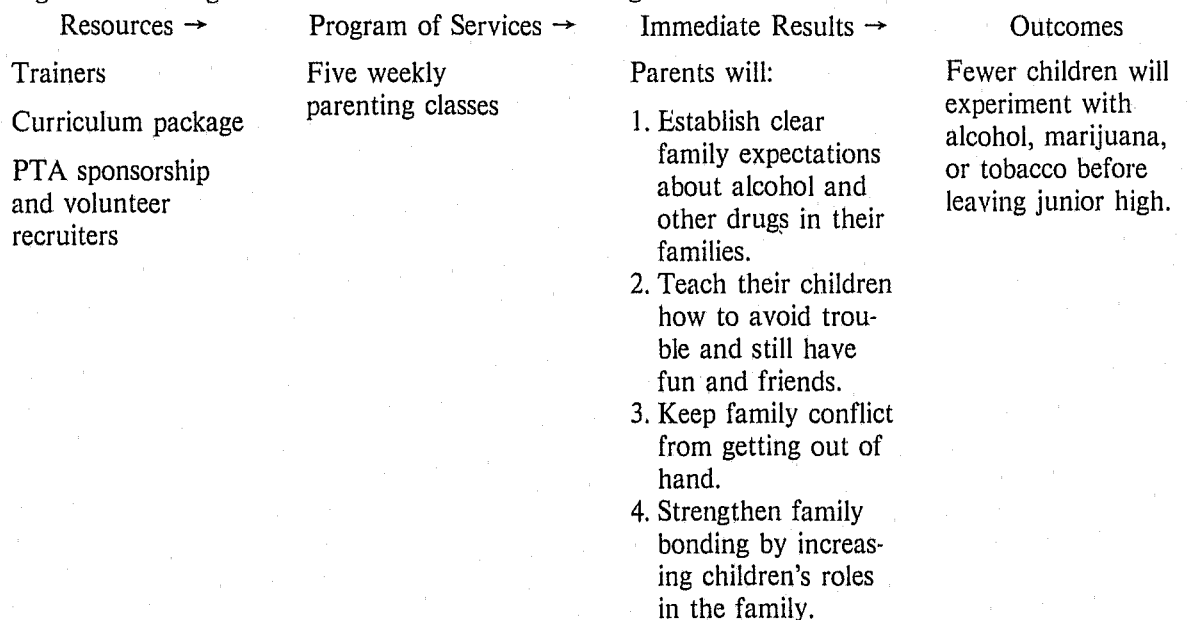 Resources →
Trainers
Curriculum package
PTA sponsorship
and volunteer
recruiters
Program of Services →
Five weekly
parenting classes
Immediate Results →
Parents will:
1. Establish clear
family expectations
about alcohol and
other drugs in their
families.
2. Teach their children
how to avoid trou-
ble and still have
fun and friends.
3. Keep family conflict
from getting out of
hand.
4. Strengthen family
bonding by increas-
ing children's roles
in the family.
Outcomes
Fewer children will
experiment with
alcohol, marijuana,
or tobacco before
leaving junior high.